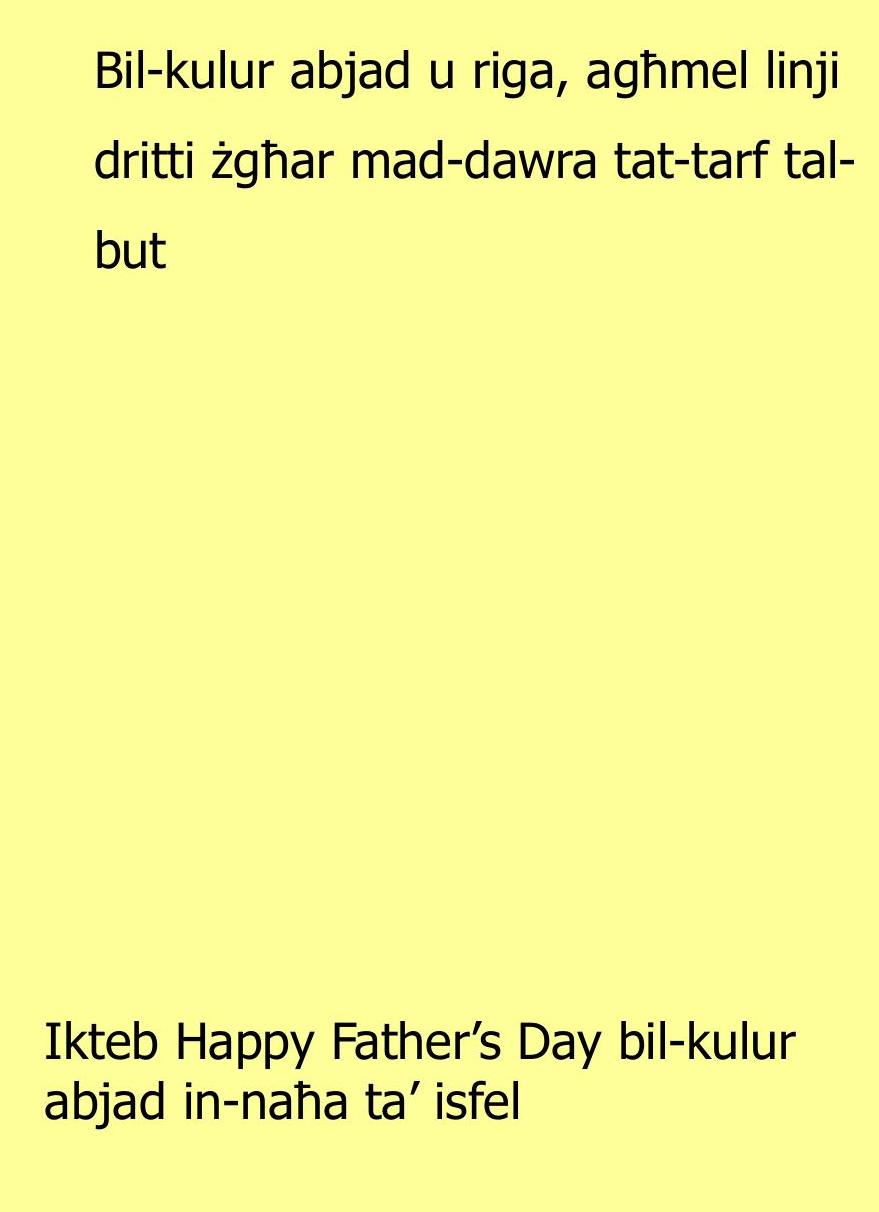 Bil-kulur abjad u riga, agħmel linji
dritti żgħar mad-dawra tat-tarf tal-
but
Ikteb Happy Father’s Day bil-kulur
abjad in-naħa ta’ isfel